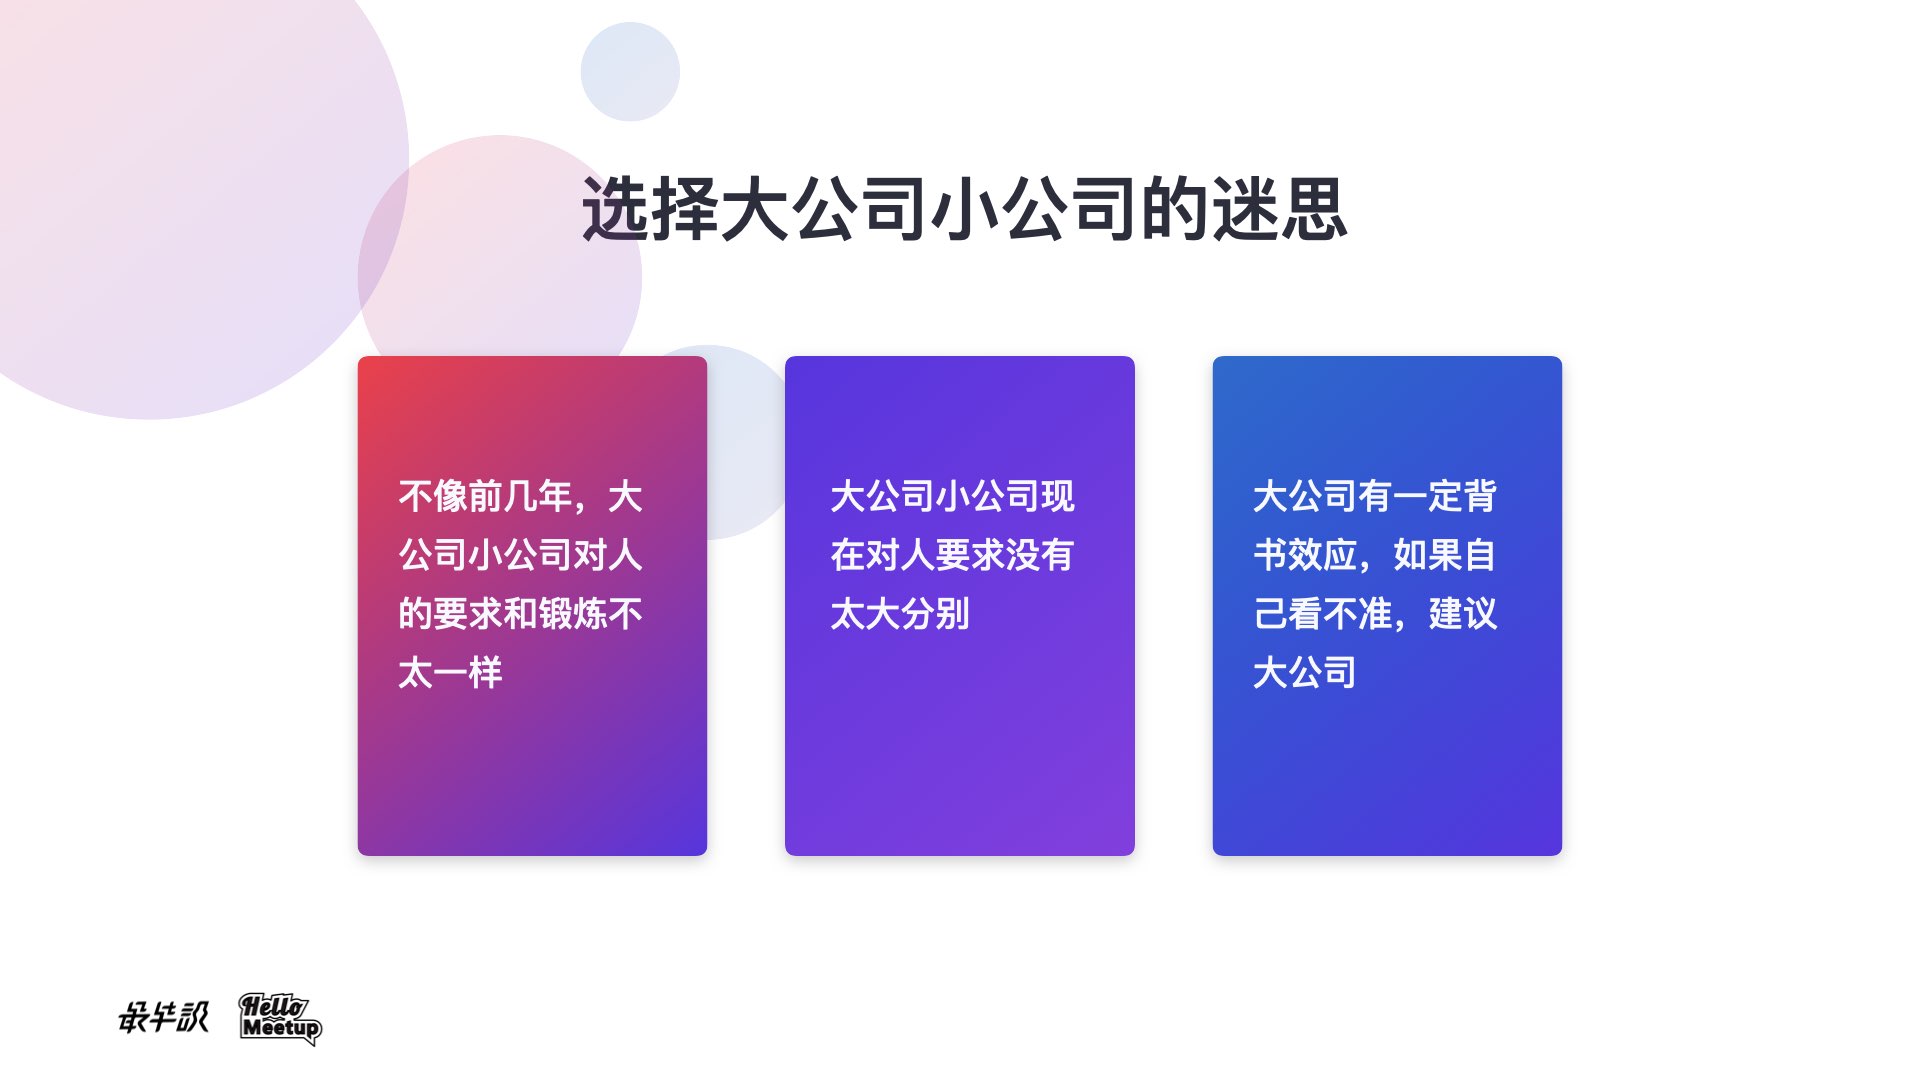 选择大公司小公司的迷思
不像前几年，大
公司小公司对人
的要求和锻炼不
太一样
大公司小公司现
在对人要求没有
太大分别
大公司有一定背
书效应，如果自
己看不准，建议
大公司
Hello
Meetup